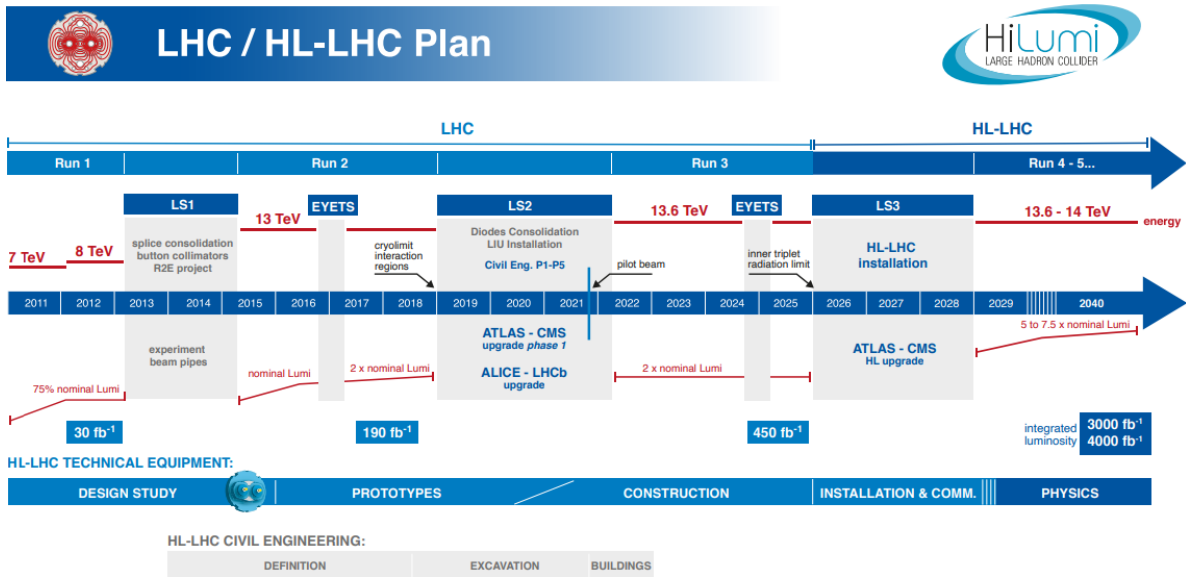 LHC / HL-LHC Plan
HiLumi
LARGE HADRON COLLIDER
LHC
HL-LHC
Run 1
Run 2
Run 3
Run 4 - 5...
LS1
EYETS
LS2
EYETS
LS3
13 TeV
13.6 TeV
13.6 - 14 TeV
energy
7 TeV
8 TeV
splice consolidation
button collimators
R2E project
cryolimit
interaction
regions
Diodes Consolidation
LIU Installation
Civil Eng. P1-P5
pilot beam
inner triplet
radiation limit
HL-LHC
installation
2011 2012 2013 2014 2015 2016 2017 2018 2019 2020 2021 2022 2023 2024 2025 2026 2027 2028 2029 2040
experiment
beam pipes
ATLAS - CMS
upgrade phase 1
ALICE - LHCb
upgrade
ATLAS - CMS
HL upgrade
5 to 7.5 x nominal Lumi
75% nominal Lumi
nominal Lumi
2 x nominal Lumi
2 x nominal Lumi
30 fb⁻¹
190 fb⁻¹
450 fb⁻¹
integrated
luminosity
3000 fb⁻¹
4000 fb⁻¹
HL-LHC TECHNICAL EQUIPMENT:
DESIGN STUDY
PROTOTYPES
CONSTRUCTION
INSTALLATION & COMM.
PHYSICS
HL-LHC CIVIL ENGINEERING:
DEFINITION
EXCAVATION
BUILDINGS